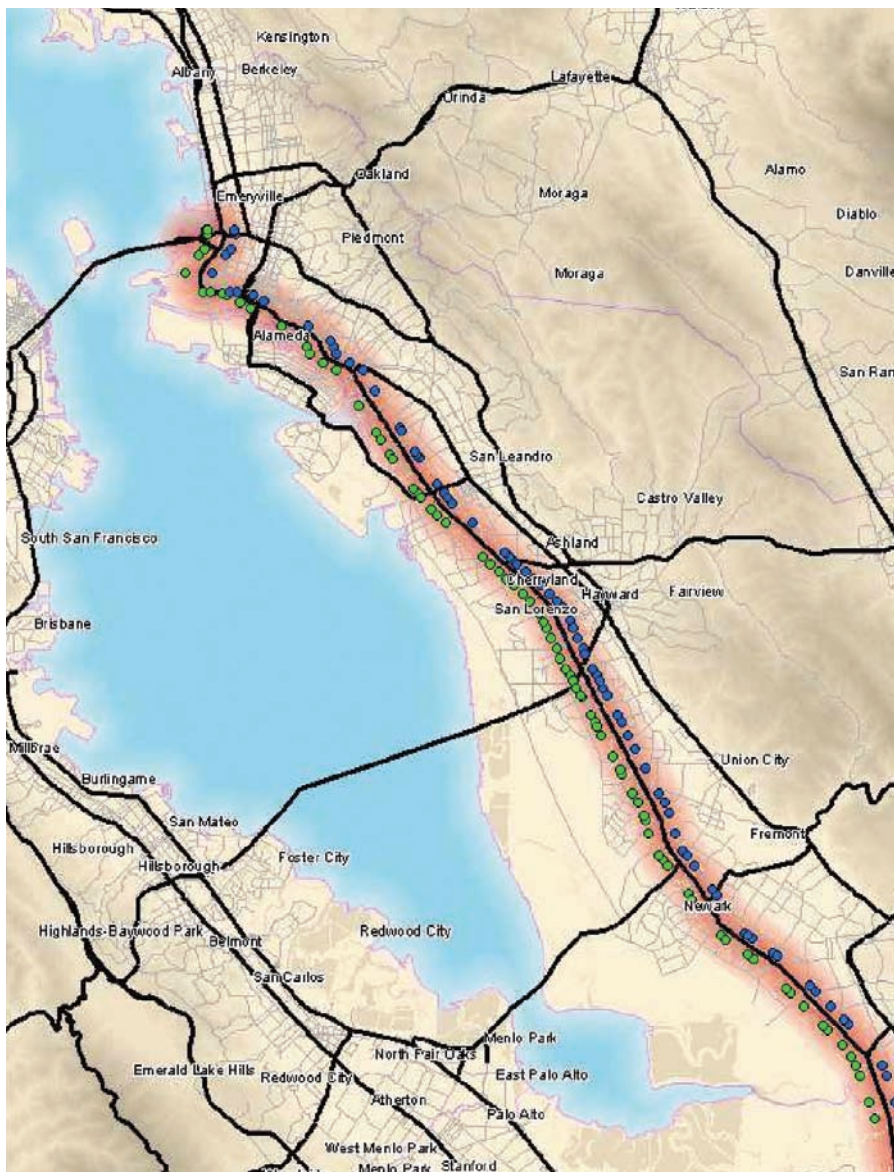 Kensington
Albany
Berkeley
Lafayette
Orinda
Oakland
Alamo
Emeryville
Moraga
Diablo
Piedmont
Moraga
Danville
Alameda
San Ran
San Leandro
Castro Valley
South San Francisco
Ashland
Cherryland
Hayward
Fairview
San Lorenzo
Brisbane
Millbrae
Union City
Burlingame
San Mateo
Fremont
Hillsborough
Foster City
Hillsborough
Newark
Highlands-Baywood Park
Redwood City
Belmont
San Carlos
Menlo Park
North Fair Oaks
Emerald Lake Hills
East Palo Alto
Redwood City
Atherton
Palo Alto
West Menlo Park
Menlo Park
Stanford